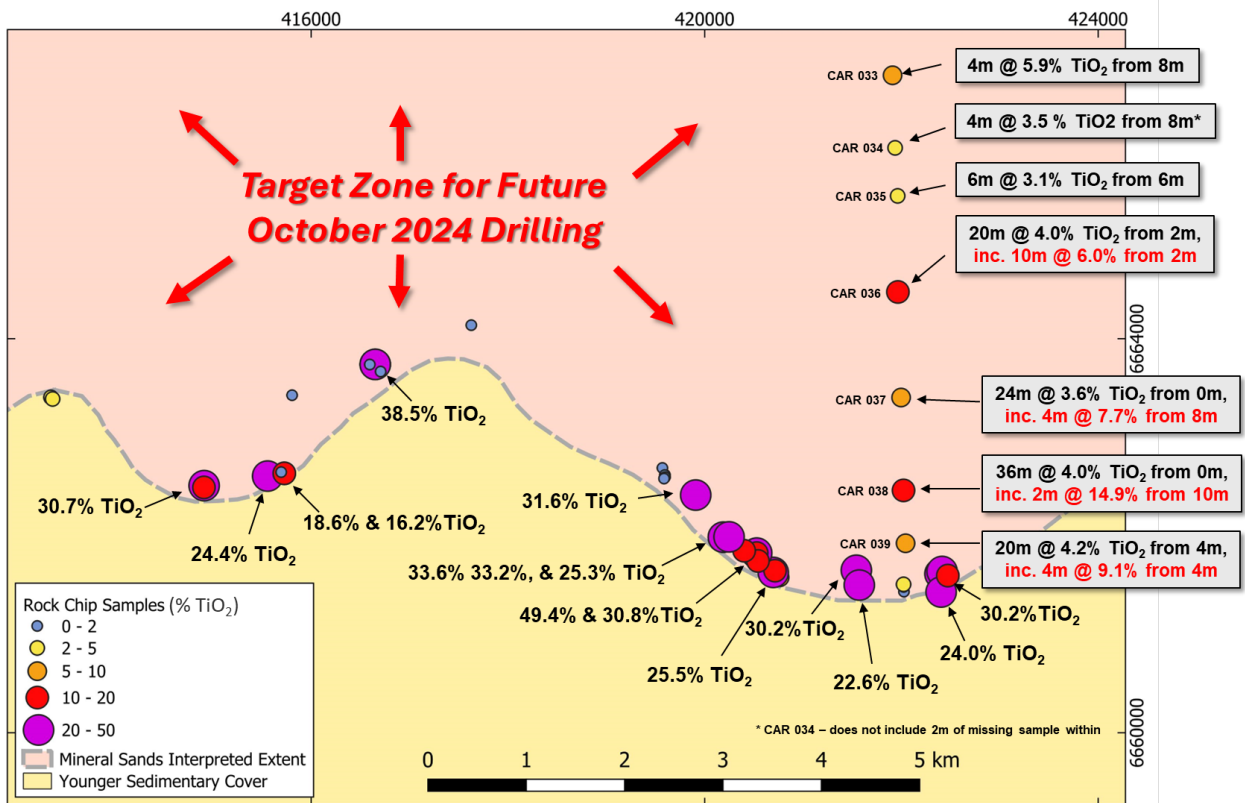 416000
420000
424000
CAR 033
4m @ 5.9% TiO₂ from 8m
CAR 034
4m @ 3.5 % TiO2 from 8m*
CAR 035
6m @ 3.1% TiO₂ from 6m
Target Zone for Future
October 2024 Drilling
20m @ 4.0% TiO₂ from 2m,
inc. 10m @ 6.0% from 2m
CAR 036
6664000
CAR 037
24m @ 3.6% TiO₂ from 0m,
inc. 4m @ 7.7% from 8m
38.5% TiO₂
CAR 038
36m @ 4.0% TiO₂ from 0m,
inc. 2m @ 14.9% from 10m
30.7% TiO₂
18.6% & 16.2%TiO₂
24.4% TiO₂
31.6% TiO₂
CAR 039
20m @ 4.2% TiO₂ from 4m,
inc. 4m @ 9.1% from 4m
33.6% 33.2%, & 25.3% TiO₂
49.4% & 30.8%TiO₂
25.5% TiO₂
30.2%TiO₂
22.6% TiO₂
30.2%TiO₂
24.0% TiO₂
Rock Chip Samples (% TiO₂)
0 - 2
2 - 5
5 - 10
10 - 20
20 - 50
Mineral Sands Interpreted Extent
Younger Sedimentary Cover
* CAR 034 – does not include 2m of missing sample within
6660000
0 1 2 3 4 5 km